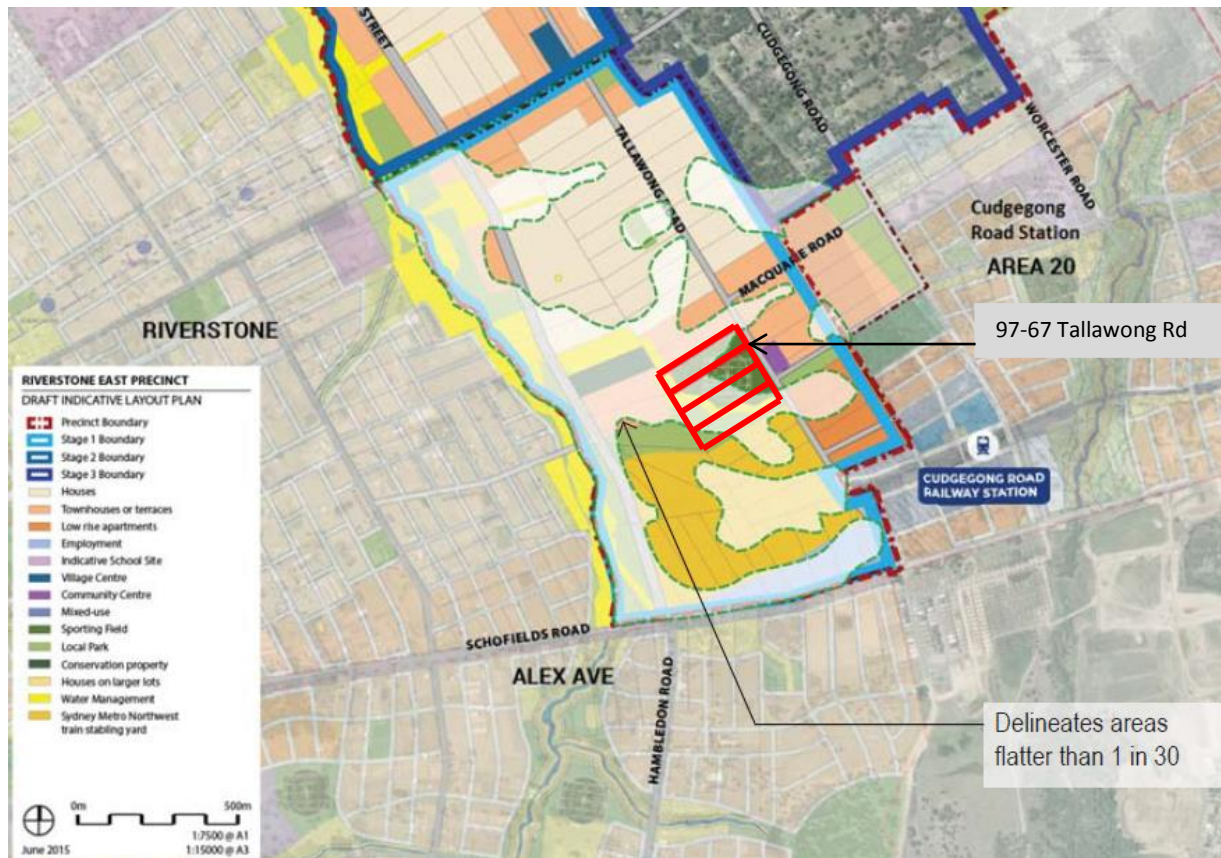 STREET
CUDGEGONG ROAD
WORCESTER ROAD
TALLAWONG ROAD
Cudgegong
Road Station
AREA 20
MACQUARIE ROAD
97-67 Tallawong Rd
RIVERSTONE
RIVERSTONE EAST PRECINCT
DRAFT INDICATIVE LAYOUT PLAN
Precinct Boundary
Stage 1 Boundary
Stage 2 Boundary
Stage 3 Boundary
Houses
Townhouses or terraces
Low rise apartments
Employment
Indicative School Site
Village Centre
Community Centre
Mixed-use
Sporting Field
Local Park
Conservation property
Houses on larger lots
Water Management
Sydney Metro Northwest
train stabling yard
0m 500m
1:7500 @ A1
June 2015 1:15000 @ A3
CUDGEGONG ROAD
RAILWAY STATION
SCHOFIELDS ROAD
ALEX AVE
HAMBLEDON ROAD
Delineates areas
flatter than 1 in 30